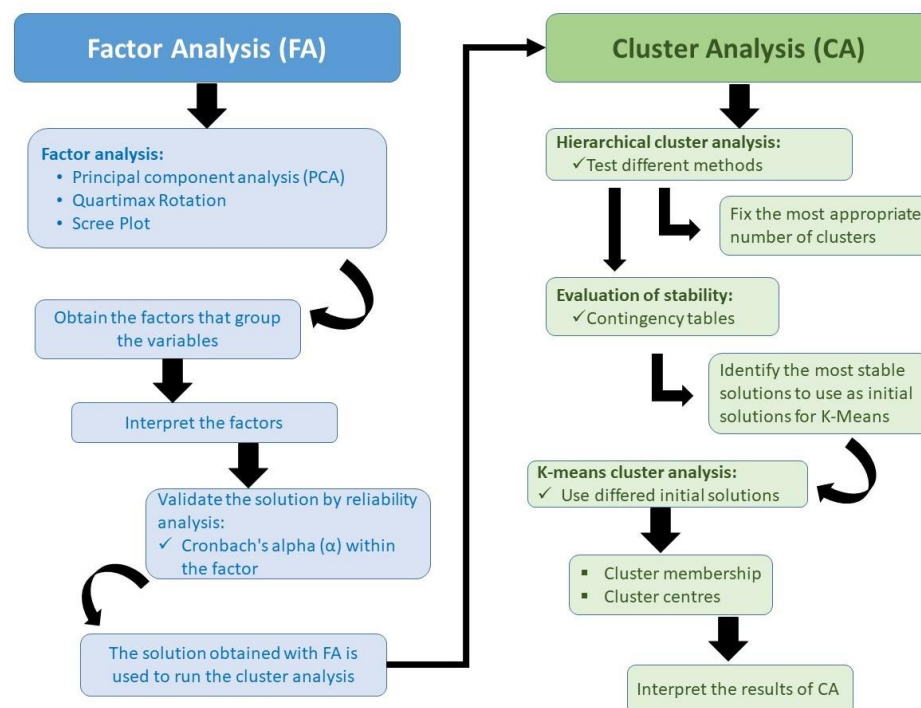 Factor Analysis (FA)
Factor analysis:
• Principal component analysis (PCA)
• Quartimax Rotation
• Scree Plot
Obtain the factors that group
the variables
Interpret the factors
Validate the solution by reliability
analysis:
✓ Cronbach's alpha (α) within
the factor
The solution obtained with FA is
used to run the cluster analysis
Cluster Analysis (CA)
Hierarchical cluster analysis:
✓Test different methods
Fix the most appropriate
number of clusters
Evaluation of stability:
✓Contingency tables
Identify the most stable
solutions to use as initial
solutions for K-Means
K-means cluster analysis:
✓ Use differed initial solutions
▪ Cluster membership
▪ Cluster centres
Interpret the results of CA